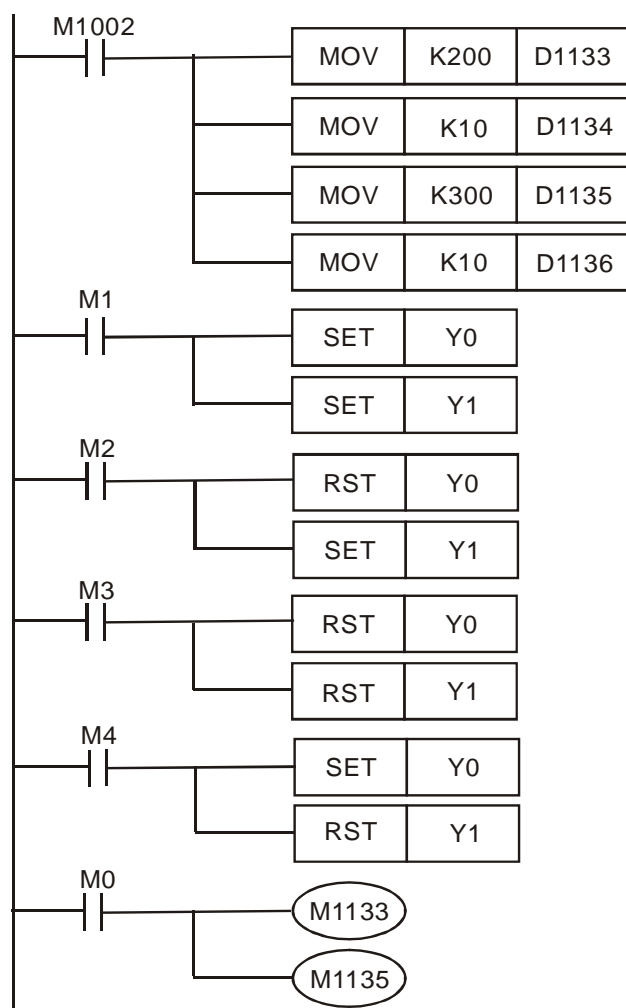 M1002
MOV K200 D1133
MOV K10 D1134
MOV K300 D1135
MOV K10 D1136
M1
SET Y0
SET Y1
M2
RST Y0
SET Y1
M3
RST Y0
RST Y1
M4
SET Y0
RST Y1
M0
M1133
M1135